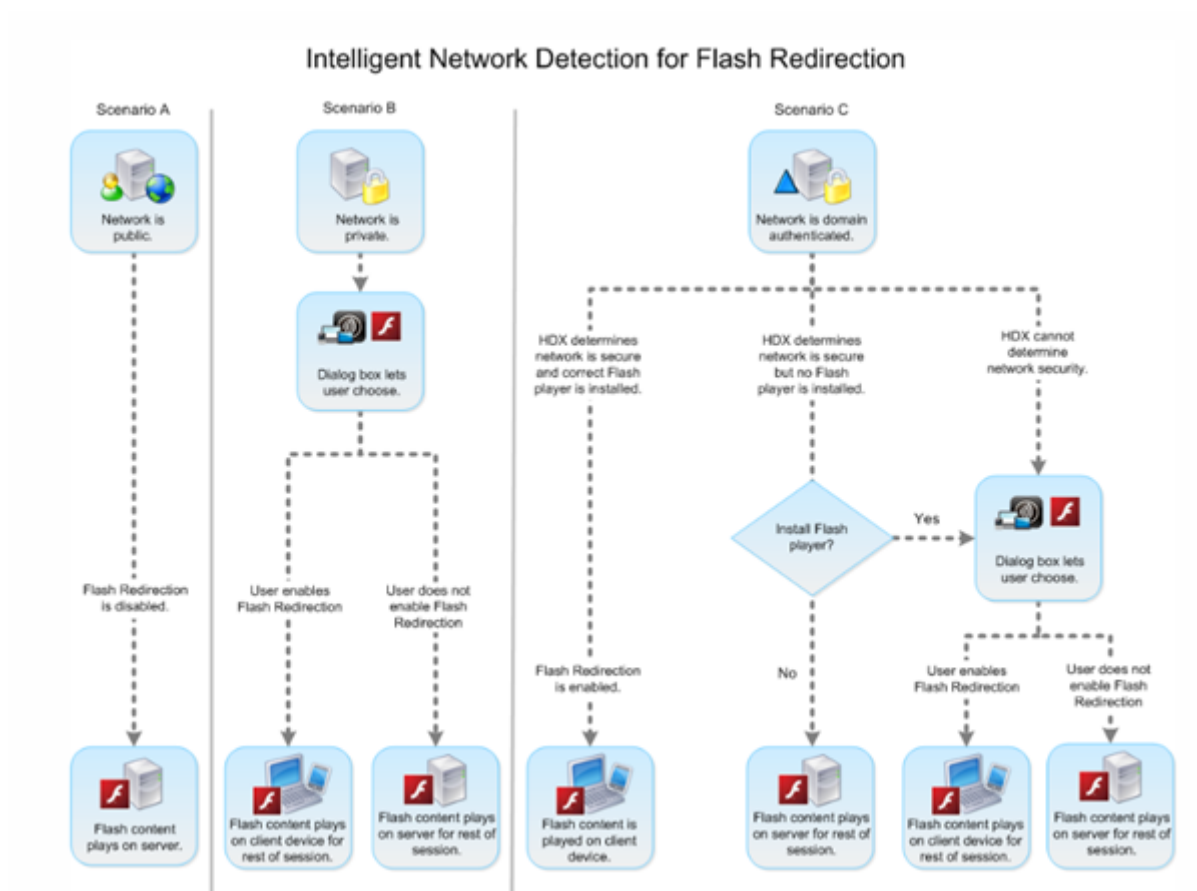 Intelligent Network Detection for Flash Redirection
Scenario A
Network is
public.
Flash Redirection
is disabled.
Flash content
plays on server.
Scenario B
Network is
private.
Dialog box lets
user choose.
User enables
Flash Redirection
User does not
enable Flash
Redirection
Flash content plays
on client device for
rest of session.
Flash content plays
on server for rest of
session.
Scenario C
Network is domain
authenticated.
HDX determines
network is secure
and correct Flash
player is installed.
HDX determines
network is secure
but no Flash
player is installed.
HDX cannot
determine
network security.
Install Flash
player?
Yes
Dialog box lets
user choose.
Flash Redirection
is enabled.
No
User enables
Flash Redirection
User does not
enable Flash
Redirection
Flash content is
played on client
device.
Flash content plays
on server for rest of
session.
Flash content plays
on client device for
rest of session.
Flash content plays
on server for rest of
session.